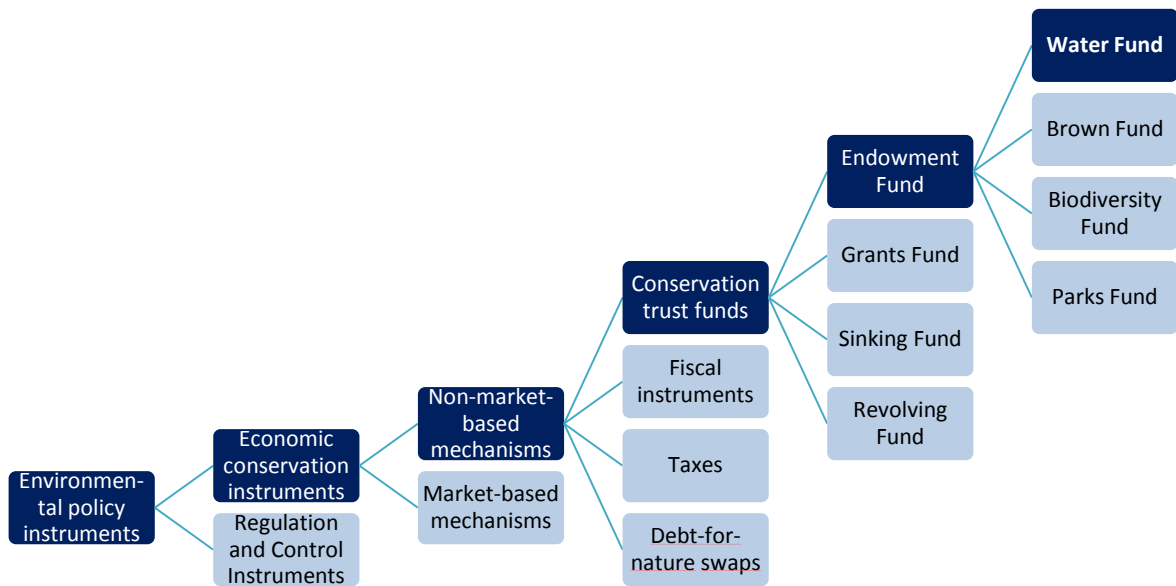 Environmen-
tal policy
instruments
Economic
conservation
instruments
Regulation
and Control
Instruments
Non-market-
based
mechanisms
Market-based
mechanisms
Conservation
trust funds
Fiscal
instruments
Taxes
Debt-for-
nature swaps
Endowment
Fund
Grants Fund
Sinking Fund
Revolving
Fund
Water Fund
Brown Fund
Biodiversity
Fund
Parks Fund